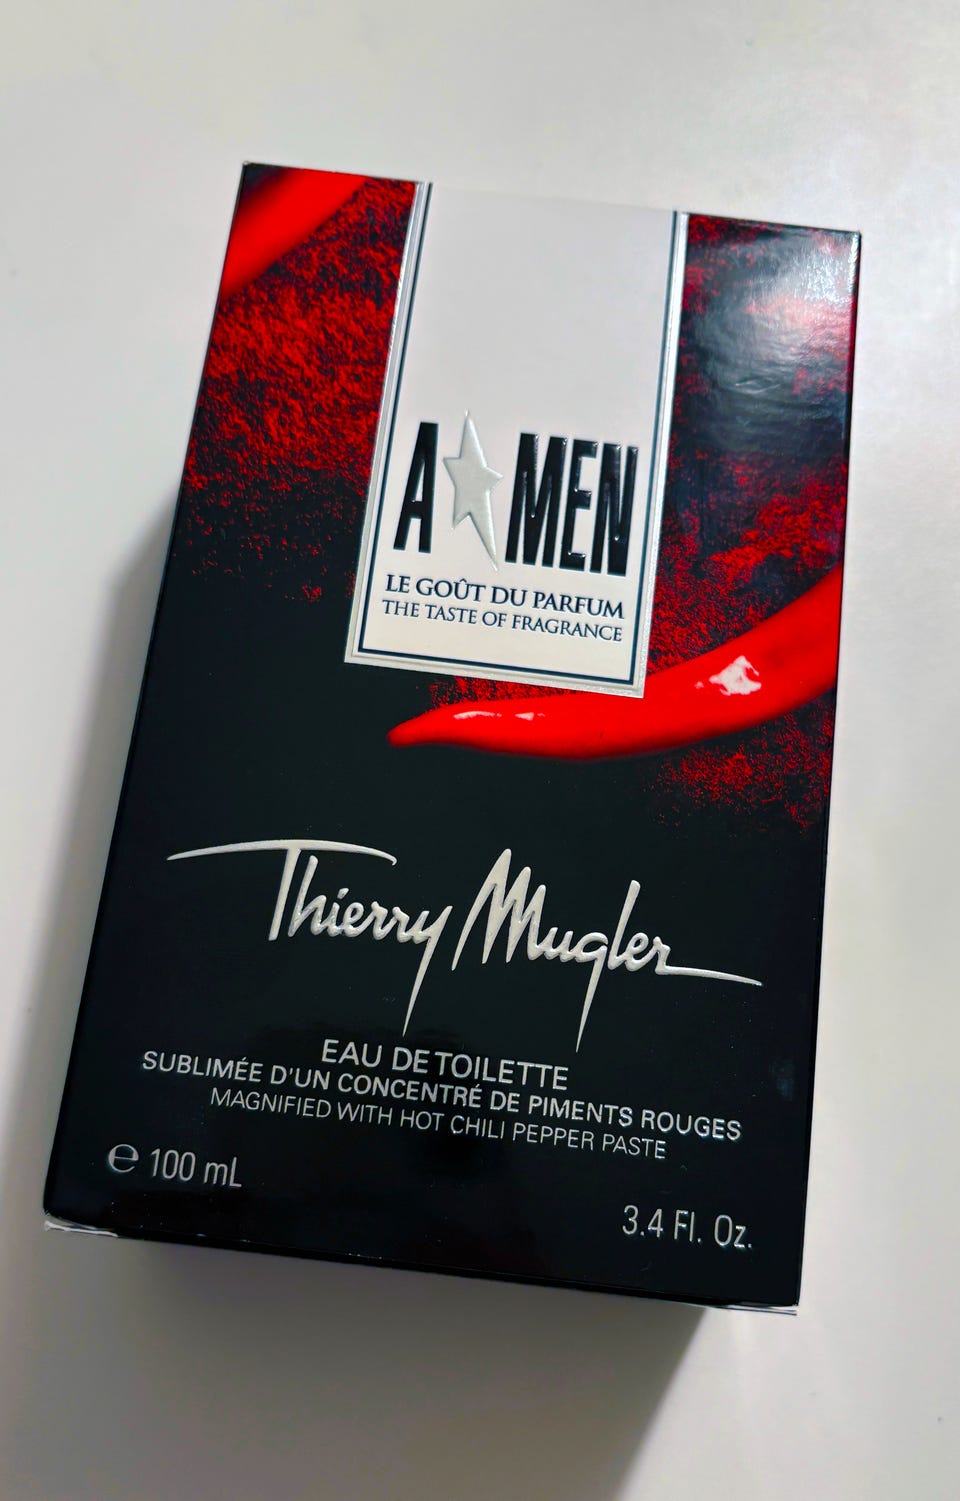 A MEN
LE GOÛT DU PARFUM
THE TASTE OF FRAGRANCE
Thierry Mugler
EAU DE TOILETTE
SUBLIMÉE D'UN CONCENTRÉ DE PIMENTS ROUGES
MAGNIFIED WITH HOT CHILI PEPPER PASTE
℮ 100 mL
3.4 Fl. Oz.